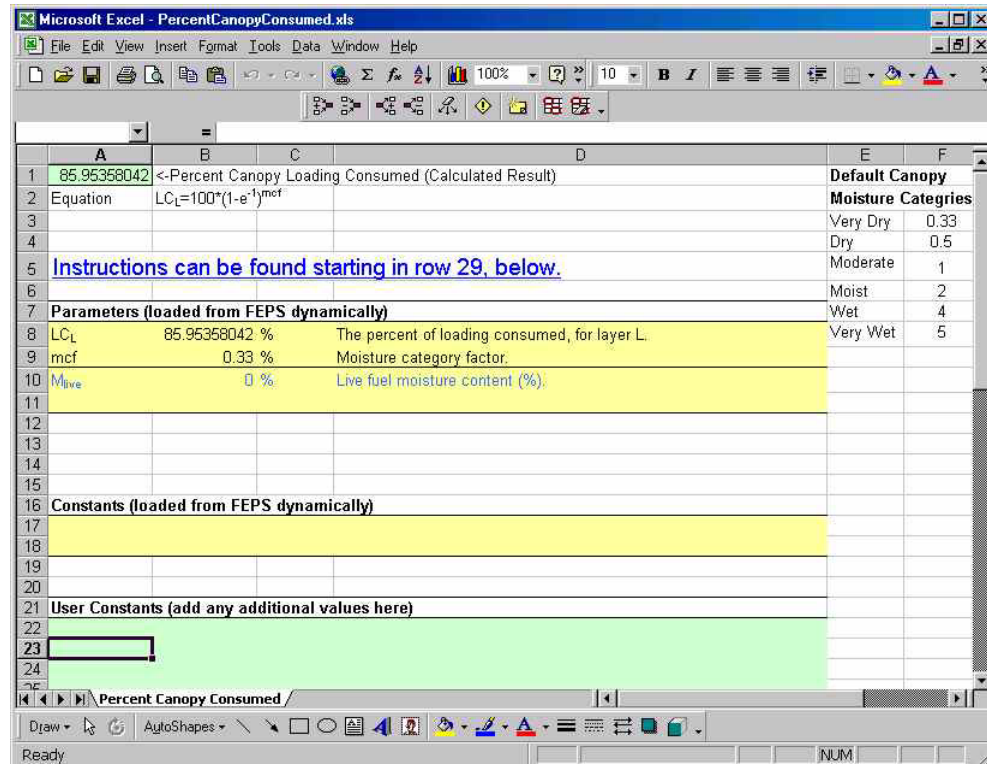 Microsoft Excel - PercentCanopyConsumed.xls
File Edit View Insert Format Tools Data Window Help
100% 10 B I A
=
A B C D E F
1 85.95358042 <-Percent Canopy Loading Consumed (Calculated Result) Default Canopy
2 Equation LCL=100*(1-e-1)mcf Moisture Categries
3 Very Dry 0.33
4 Dry 0.5
5 Instructions can be found starting in row 29, below. Moderate 1
6 Moist 2
7 Parameters (loaded from FEPS dynamically) Wet 4
8 LCL 85.95358042 % The percent of loading consumed, for layer L. Very Wet 5
9 mcf 0.33 % Moisture category factor.
10 Mlive 0 % Live fuel moisture content (%).
11
12
13
14
15
16 Constants (loaded from FEPS dynamically)
17
18
19
20
21 User Constants (add any additional values here)
22
23
24
Percent Canopy Consumed
Draw AutoShapes A
Ready NUM